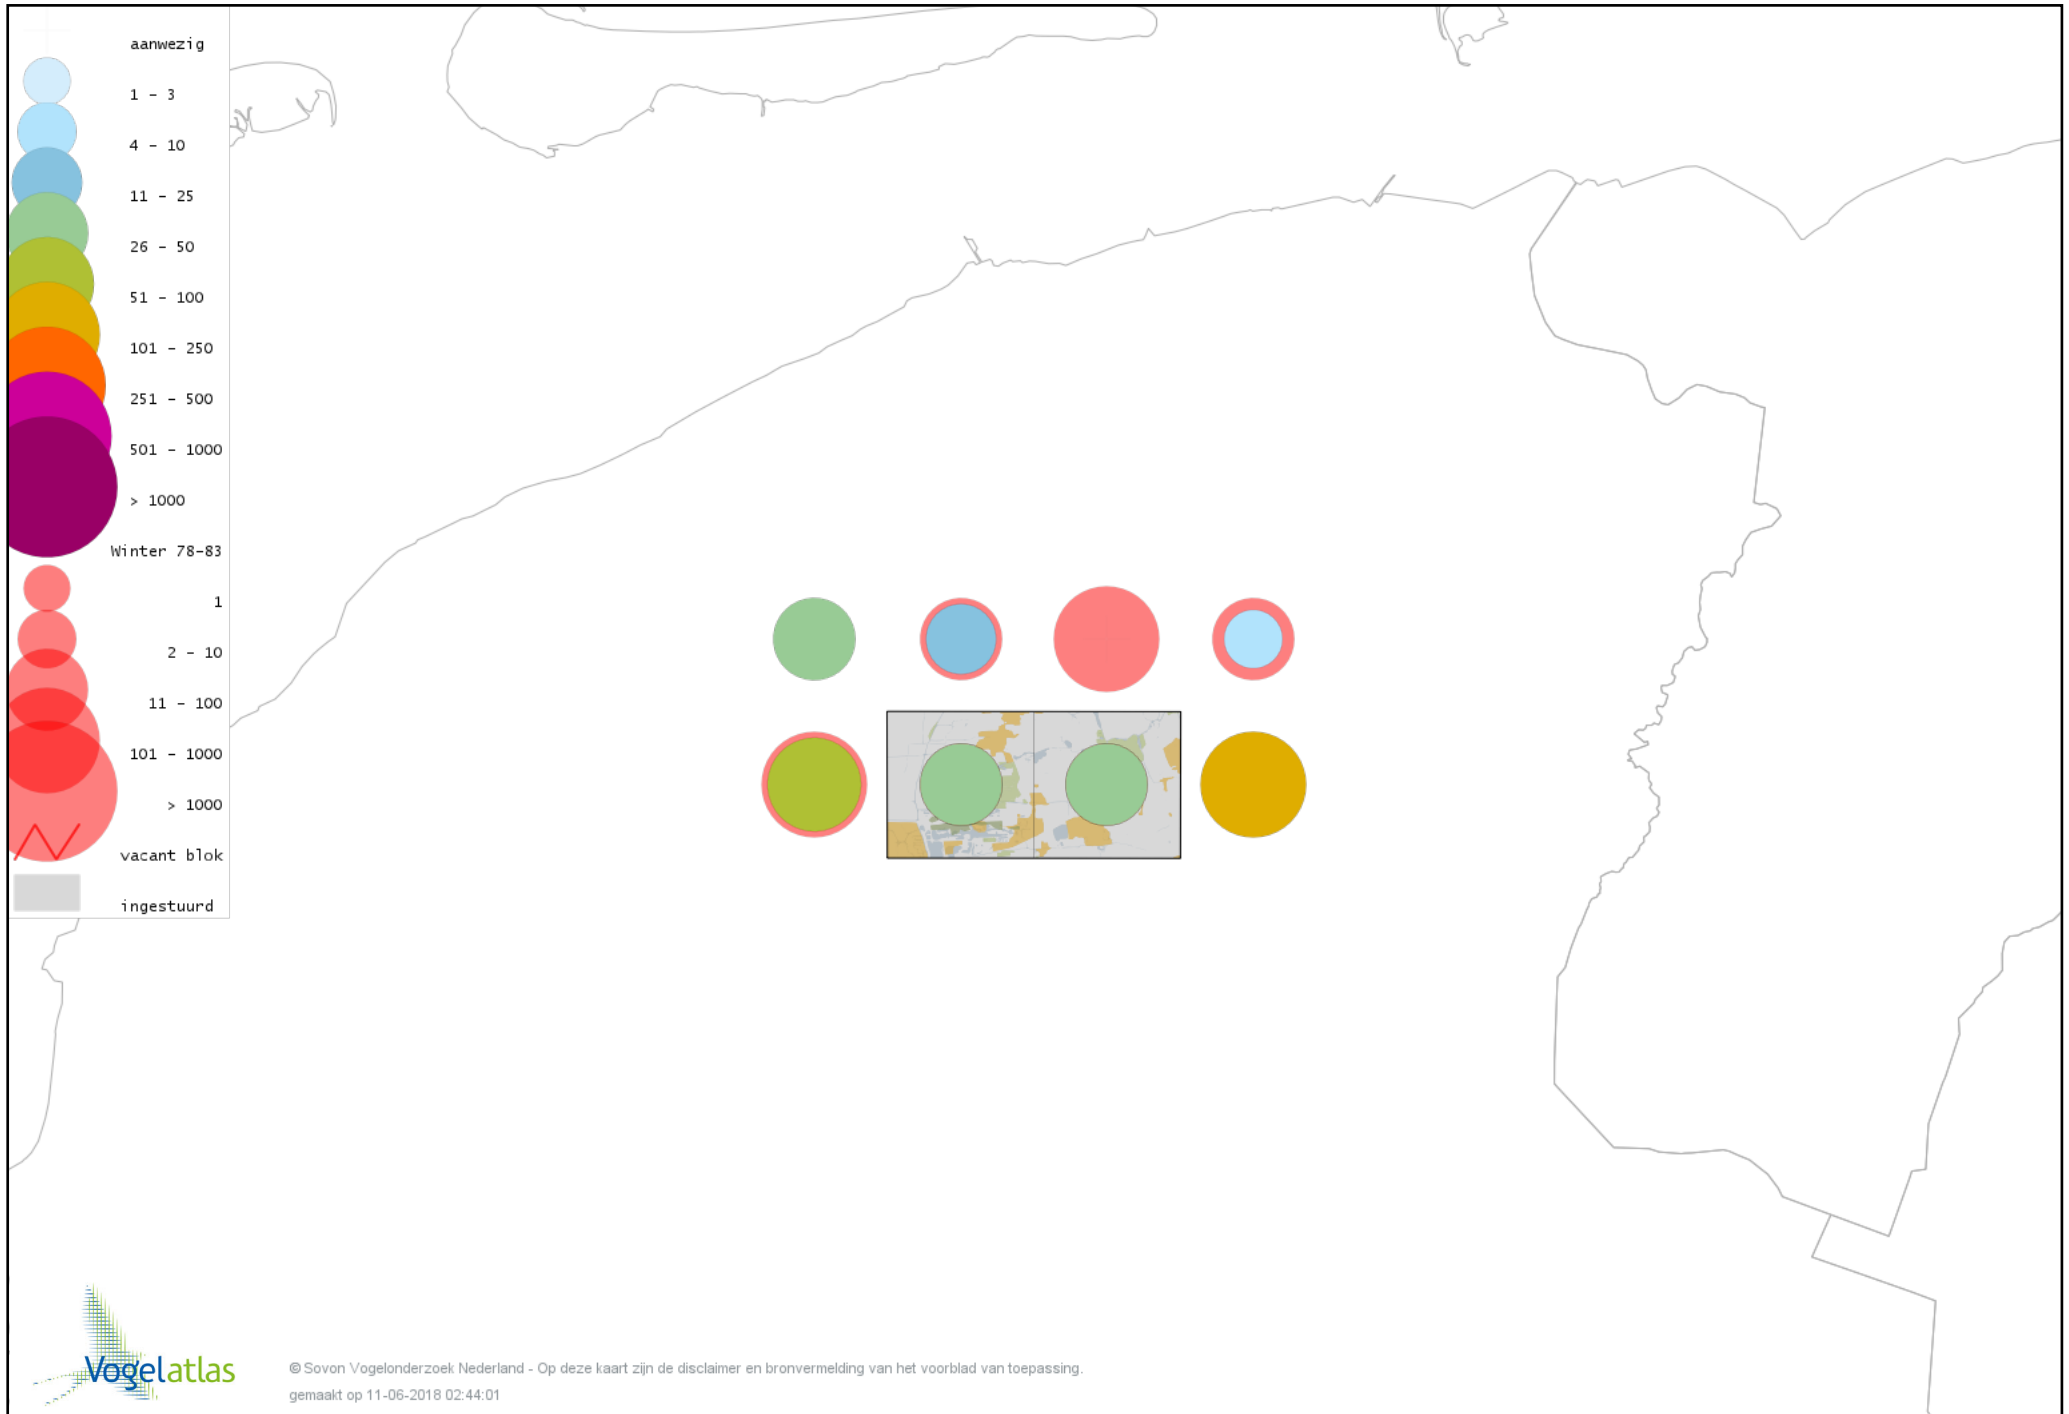 aanwezig
1 - 3
4 - 10
11 - 25
26 - 50
51 - 100
101 - 250
251 - 500
501 - 1000
> 1000
Winter 78-83
1
2 - 10
11 - 100
101 - 1000
> 1000
vacant blok
ingestuurd
Vogelatlas
© Sovon Vogelonderzoek Nederland - Op deze kaart zijn de disclaimer en bronvermelding van het voorblad van toepassing.
gemaakt op 11-06-2018 02:44:01